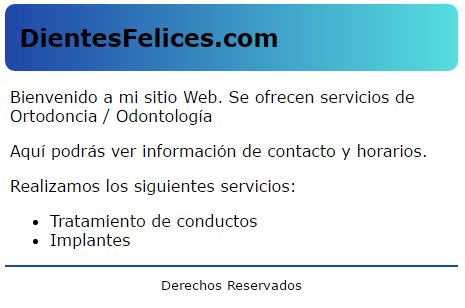 DientesFelices.com
Bienvenido a mi sitio Web. Se ofrecen servicios de
Ortodoncia / Odontología
Aquí podrás ver información de contacto y horarios.
Realizamos los siguientes servicios:
• Tratamiento de conductos
• Implantes
Derechos Reservados